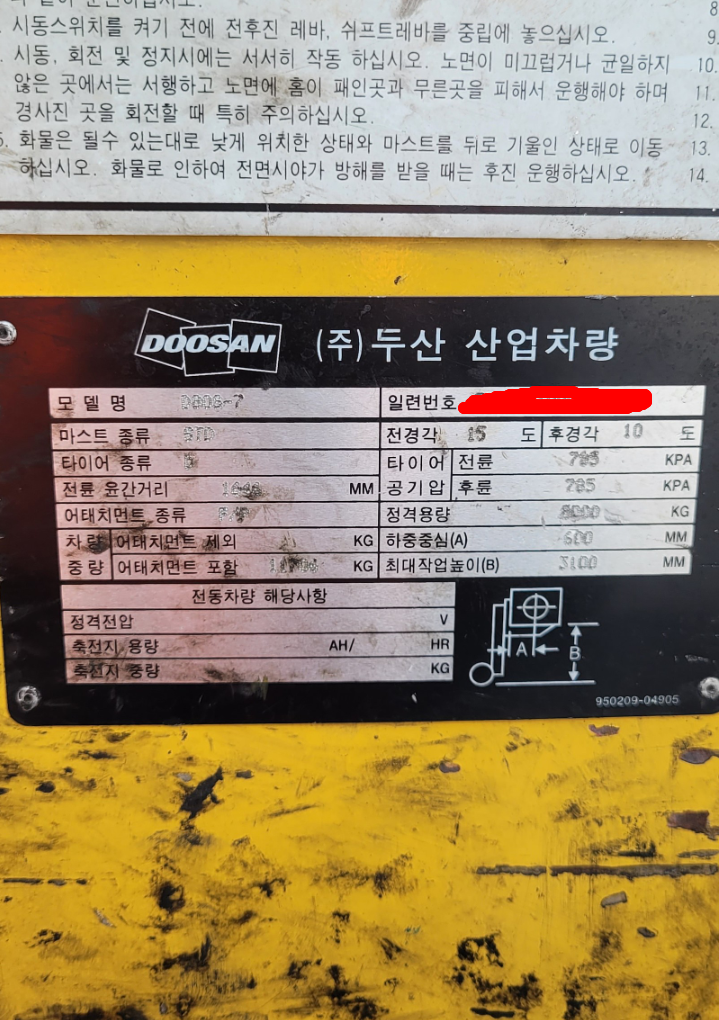 시동스위치를 켜기 전에 전후진 레바, 쉬프트레바를 중립에 놓으십시오.
시동, 회전 및 정지시에는 서서히 작동 하십시오. 노면이 미끄럽거나 균일하지
않은 곳에서는 서행하고 노면에 홈이 패인곳과 무른곳을 피해서 운행해야 하며
경사진 곳을 회전할 때 특히 주의하십시오.
화물은 될수 있는대로 낮게 위치한 상태와 마스트를 뒤로 기울인 상태로 이동
하십시오. 화물로 인하여 전면시야가 방해를 받을 때는 후진 운행하십시오.
8
9.
10.
11.
12.
13.
14.
DOOSAN (주)두산 산업차량
모델명 일련번호
마스트 종류 STD 전경각 15 도 후경각 10 도
타이어 종류 타이어 전륜 785 KPA
전륜 윤간거리 MM 공기압 후륜 785 KPA
어태치먼트 종류 정격용량 8000 KG
차량 어태치먼트 제외 KG 하중중심(A) 600 MM
중량 어태치먼트 포함 KG 최대작업높이(B) 3100 MM
전동차량 해당사항
정격전압 V
축전지 용량 AH/ HR
축전지 중량 KG
A
B
950209-04905